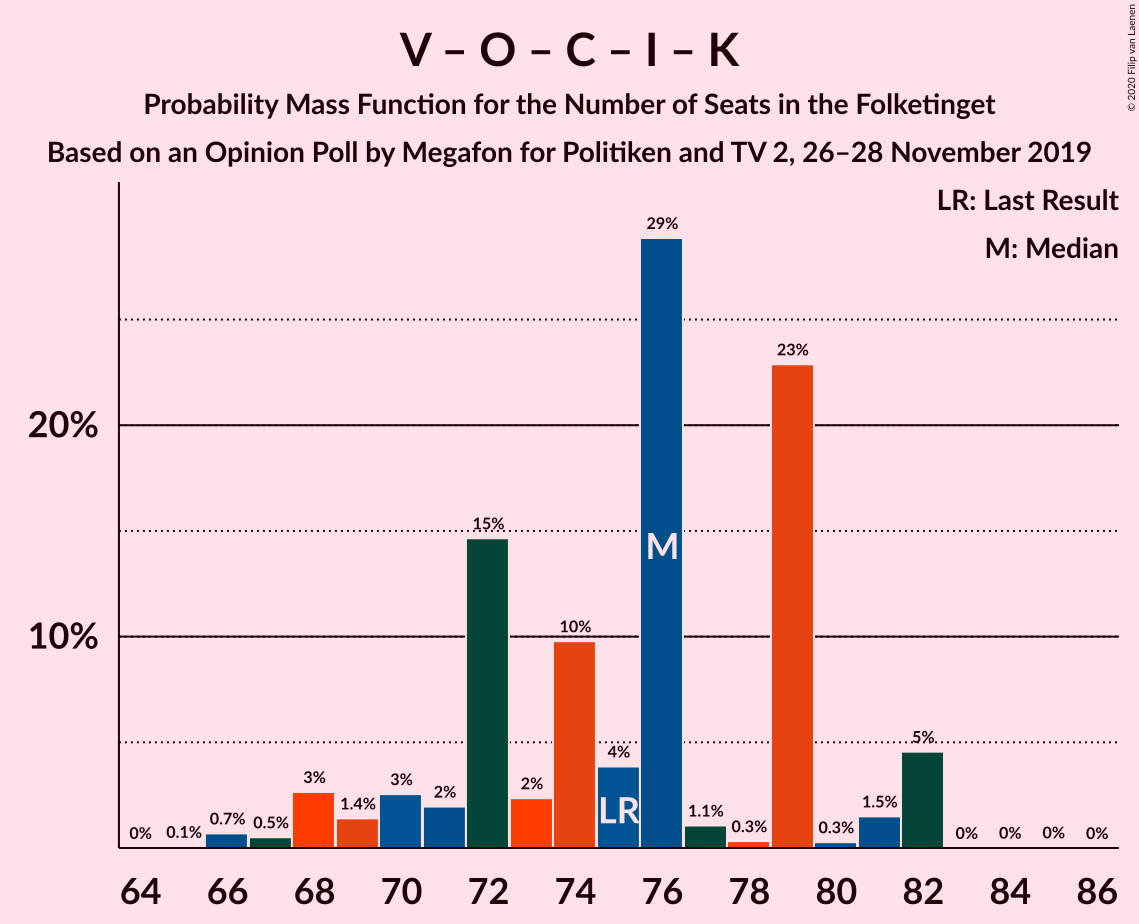 V – O – C – I – K
Probability Mass Function for the Number of Seats in the Folketinget
Based on an Opinion Poll by Megafon for Politiken and TV 2, 26–28 November 2019
© 2020 Filip van Laenen
LR: Last Result
M: Median
20%
10%
0%
0.1%
0.7%
0.5%
3%
1.4%
3%
2%
15%
2%
10%
4%
29%
1.1%
0.3%
23%
0.3%
1.5%
5%
0%
0%
0%
0%
LR
M
64 66 68 70 72 74 76 78 80 82 84 86